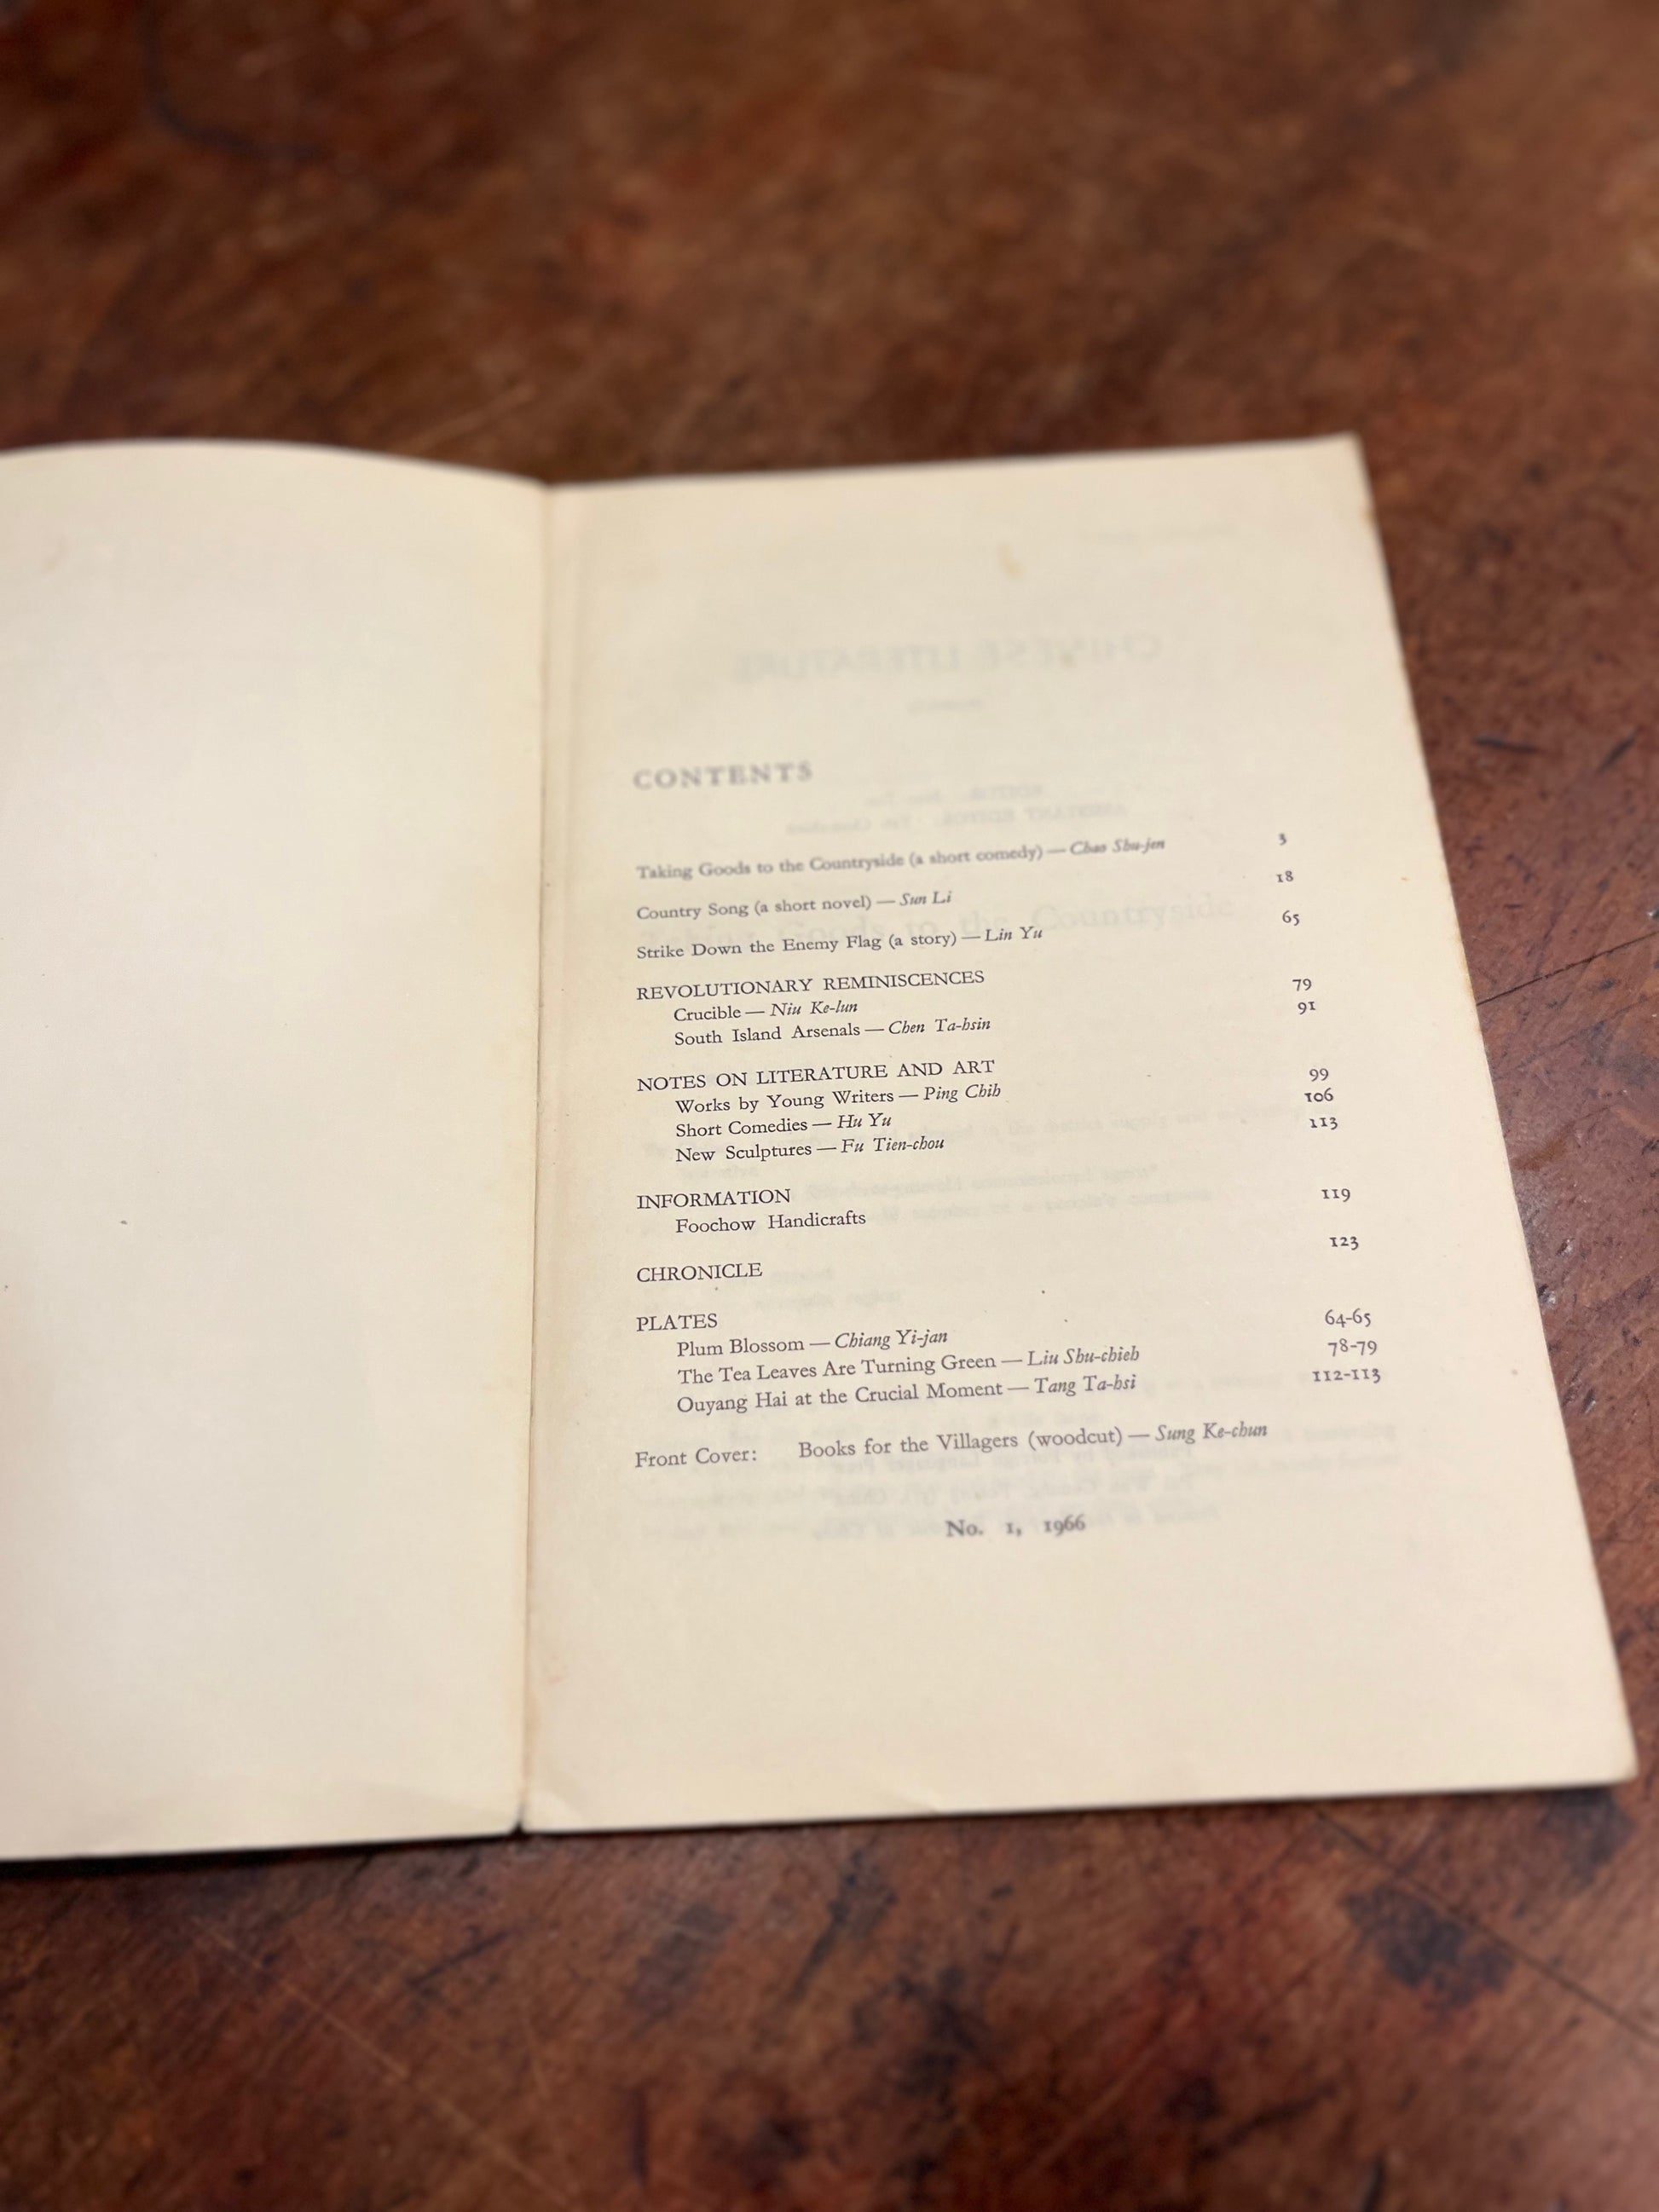 CONTENTS
Taking Goods to the Countryside (a short comedy) — Chao Shu-jen 3
Country Song (a short novel) — Sun Li 18
Strike Down the Enemy Flag (a story) — Lin Yu 65
REVOLUTIONARY REMINISCENCES
Crucible — Niu Ke-lun 79
South Island Arsenals — Chen Ta-hsin 91
NOTES ON LITERATURE AND ART
Works by Young Writers — Ping Chih 99
Short Comedies — Hu Yu 106
New Sculptures — Fu Tien-chou 113
INFORMATION
Foochow Handicrafts 119
CHRONICLE 123
PLATES
Plum Blossom — Chiang Yi-jan 64-65
The Tea Leaves Are Turning Green — Liu Shu-chieh 78-79
Ouyang Hai at the Crucial Moment — Tang Ta-hsi 112-113
Front Cover: Books for the Villagers (woodcut) — Sung Ke-chun
No. 1, 1966